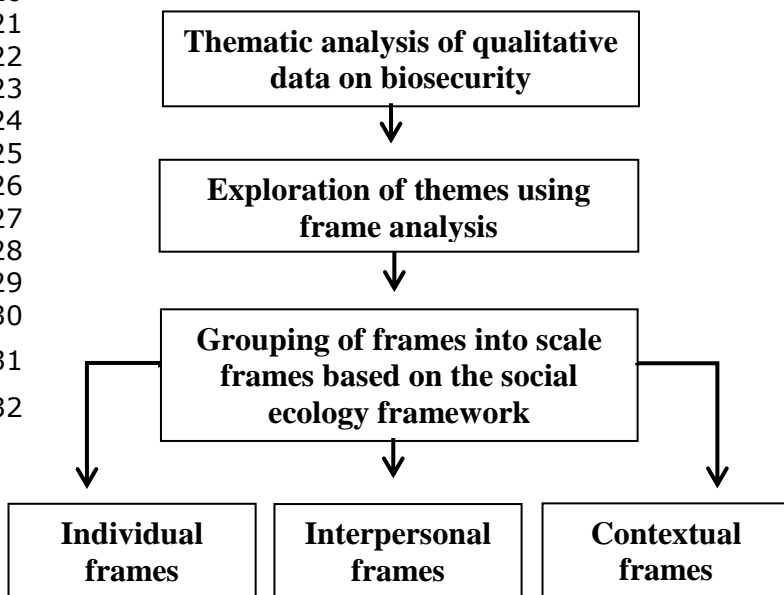 21
22
23
24
25
26
27
28
29
30
31
32
Thematic analysis of qualitative
data on biosecurity
Exploration of themes using
frame analysis
Grouping of frames into scale
frames based on the social
ecology framework
Individual
frames
Interpersonal
frames
Contextual
frames